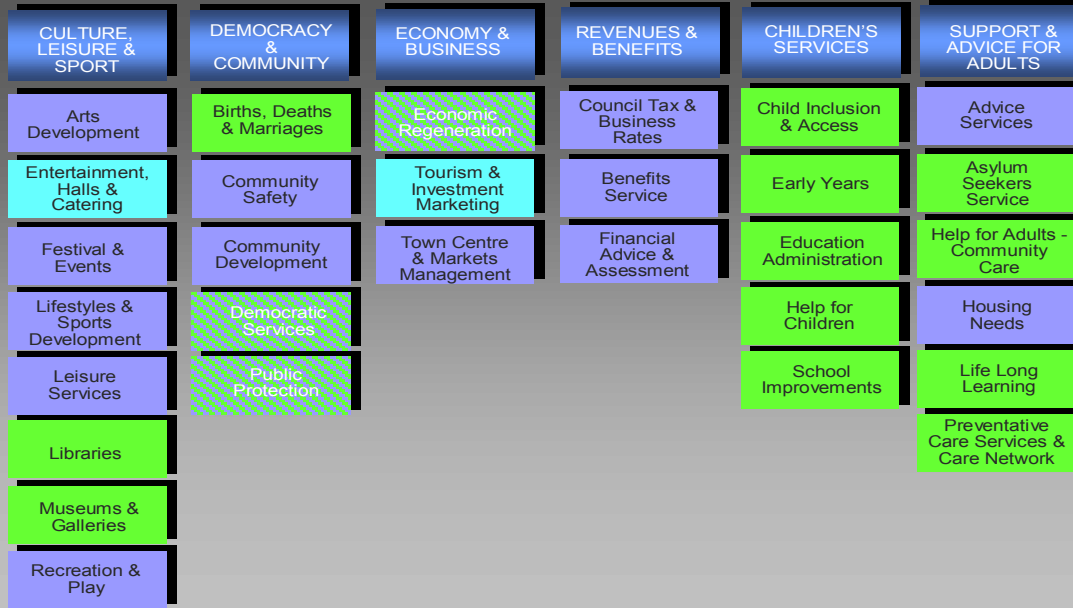 CULTURE,
LEISURE &
SPORT
Arts
Development
Entertainment,
Halls &
Catering
Festival &
Events
Lifestyles &
Sports
Development
Leisure
Services
Libraries
Museums &
Galleries
Recreation &
Play
DEMOCRACY
&
COMMUNITY
Births, Deaths
& Marriages
Community
Safety
Community
Development
Democratic
Services
Public
Protection
ECONOMY &
BUSINESS
Economic
Regeneration
Tourism &
Investment
Marketing
Town Centre
& Markets
Management
REVENUES &
BENEFITS
Council Tax &
Business
Rates
Benefits
Service
Financial
Advice &
Assessment
CHILDREN'S
SERVICES
Child Inclusion
& Access
Early Years
Education
Administration
Help for
Children
School
Improvements
SUPPORT &
ADVICE FOR
ADULTS
Advice
Services
Asylum
Seekers
Service
Help for Adults -
Community
Care
Housing
Needs
Life Long
Learning
Preventative
Care Services &
Care Network